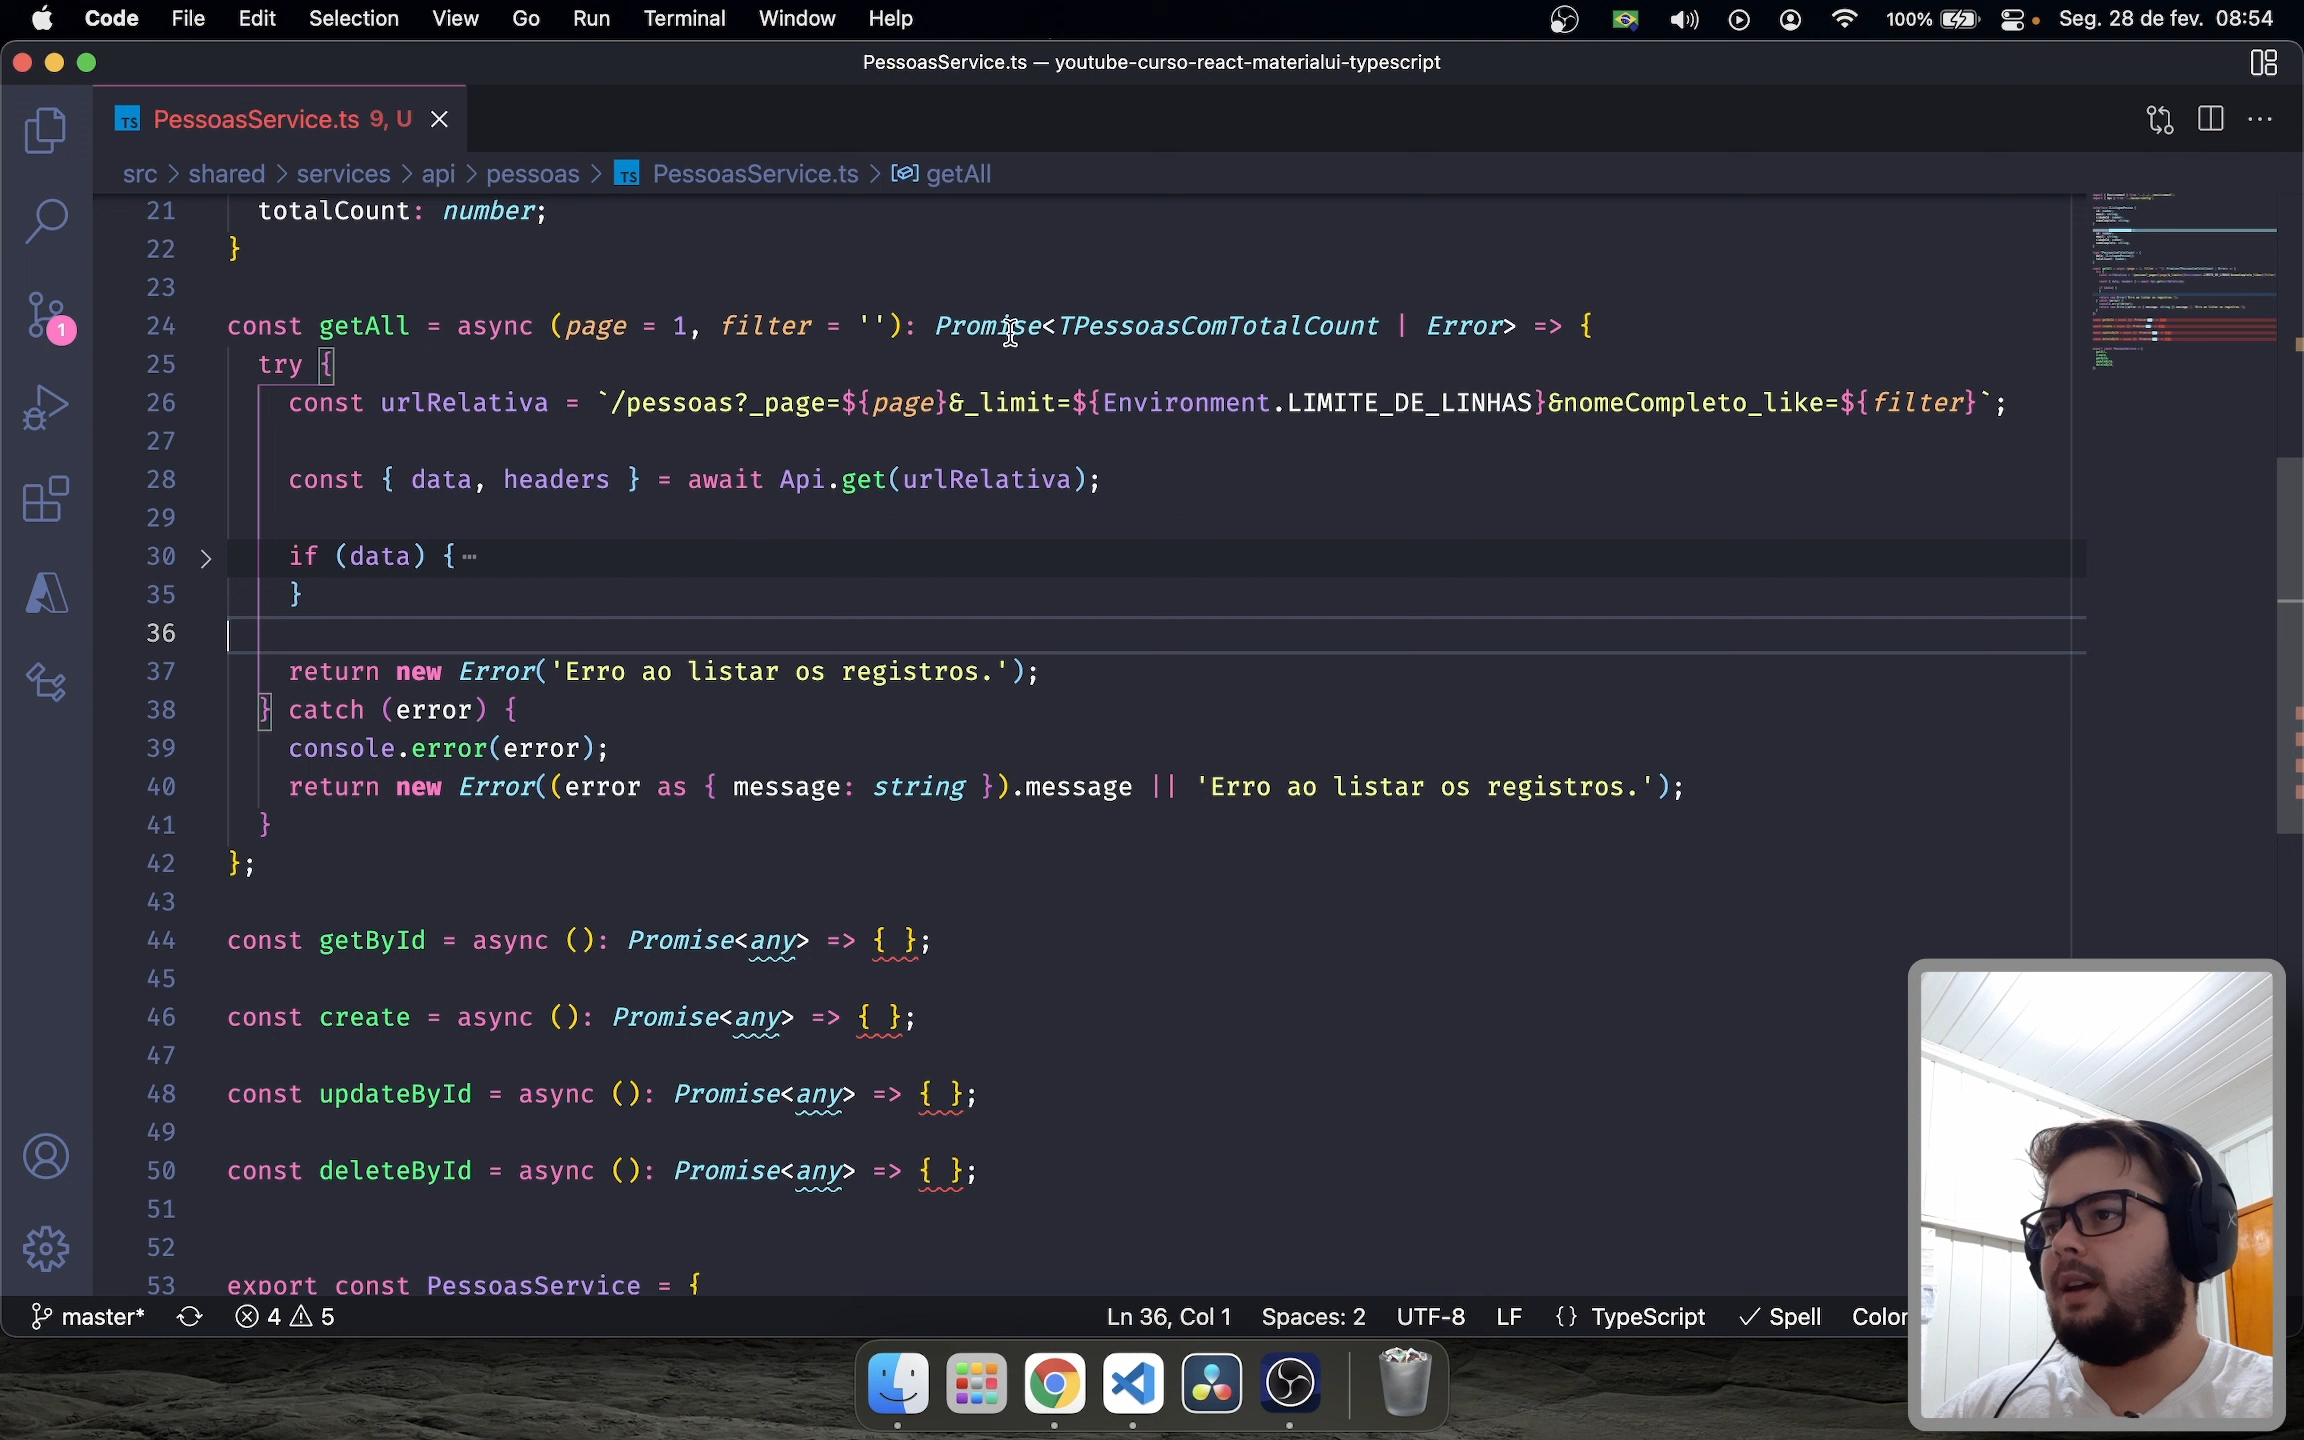 Code File Edit Selection View Go Run Terminal Window Help 100% Seg. 28 de fev. 08:54
PessoasService.ts — youtube-curso-react-materialui-typescript
TS PessoasService.ts 9, U
src > shared > services > api > pessoas > TS PessoasService.ts > getAll
21 totalCount: number;
22 }
23
24 const getAll = async (page = 1, filter = ''): Promise<TPessoasComTotalCount | Error> => {
25 try {
26 const urlRelativa = `/pessoas?_page=${page}&_limit=${Environment.LIMITE_DE_LINHAS}&nomeCompleto_like=${filter}`;
27
28 const { data, headers } = await Api.get(urlRelativa);
29
30 if (data) { ⋯
35 }
36
37 return new Error('Erro ao listar os registros.');
38 } catch (error) {
39 console.error(error);
40 return new Error((error as { message: string }).message || 'Erro ao listar os registros.');
41 }
42 };
43
44 const getById = async (): Promise<any> => { };
45
46 const create = async (): Promise<any> => { };
47
48 const updateById = async (): Promise<any> => { };
49
50 const deleteById = async (): Promise<any> => { };
51
52
53 export const PessoasService = {
1
master* 4 5 Ln 36, Col 1 Spaces: 2 UTF-8 LF {} TypeScript ✓ Spell Color